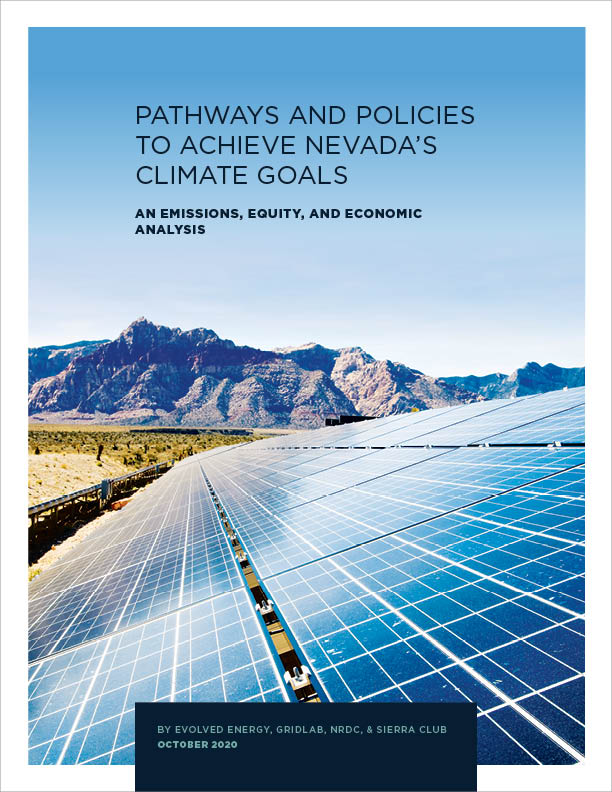 PATHWAYS AND POLICIES
TO ACHIEVE NEVADA'S
CLIMATE GOALS
AN EMISSIONS, EQUITY, AND ECONOMIC
ANALYSIS
BY EVOLVED ENERGY, GRIDLAB, NRDC, & SIERRA CLUB
OCTOBER 2020